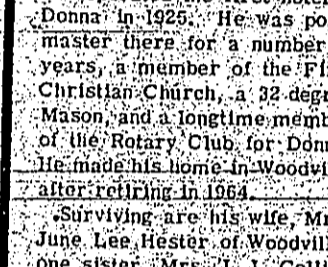 Donna in 1925. He was po
master there for a number
years, a member of the Fi
Christian Church, a 32 degr
Mason, and a longtime memb
of the Rotary Club for Donn
He made his home in Woodvi
after retiring in 1964.
Surviving are his wife, M
June Lee Hester of Woodvil
one sister, Mrs. J. J.